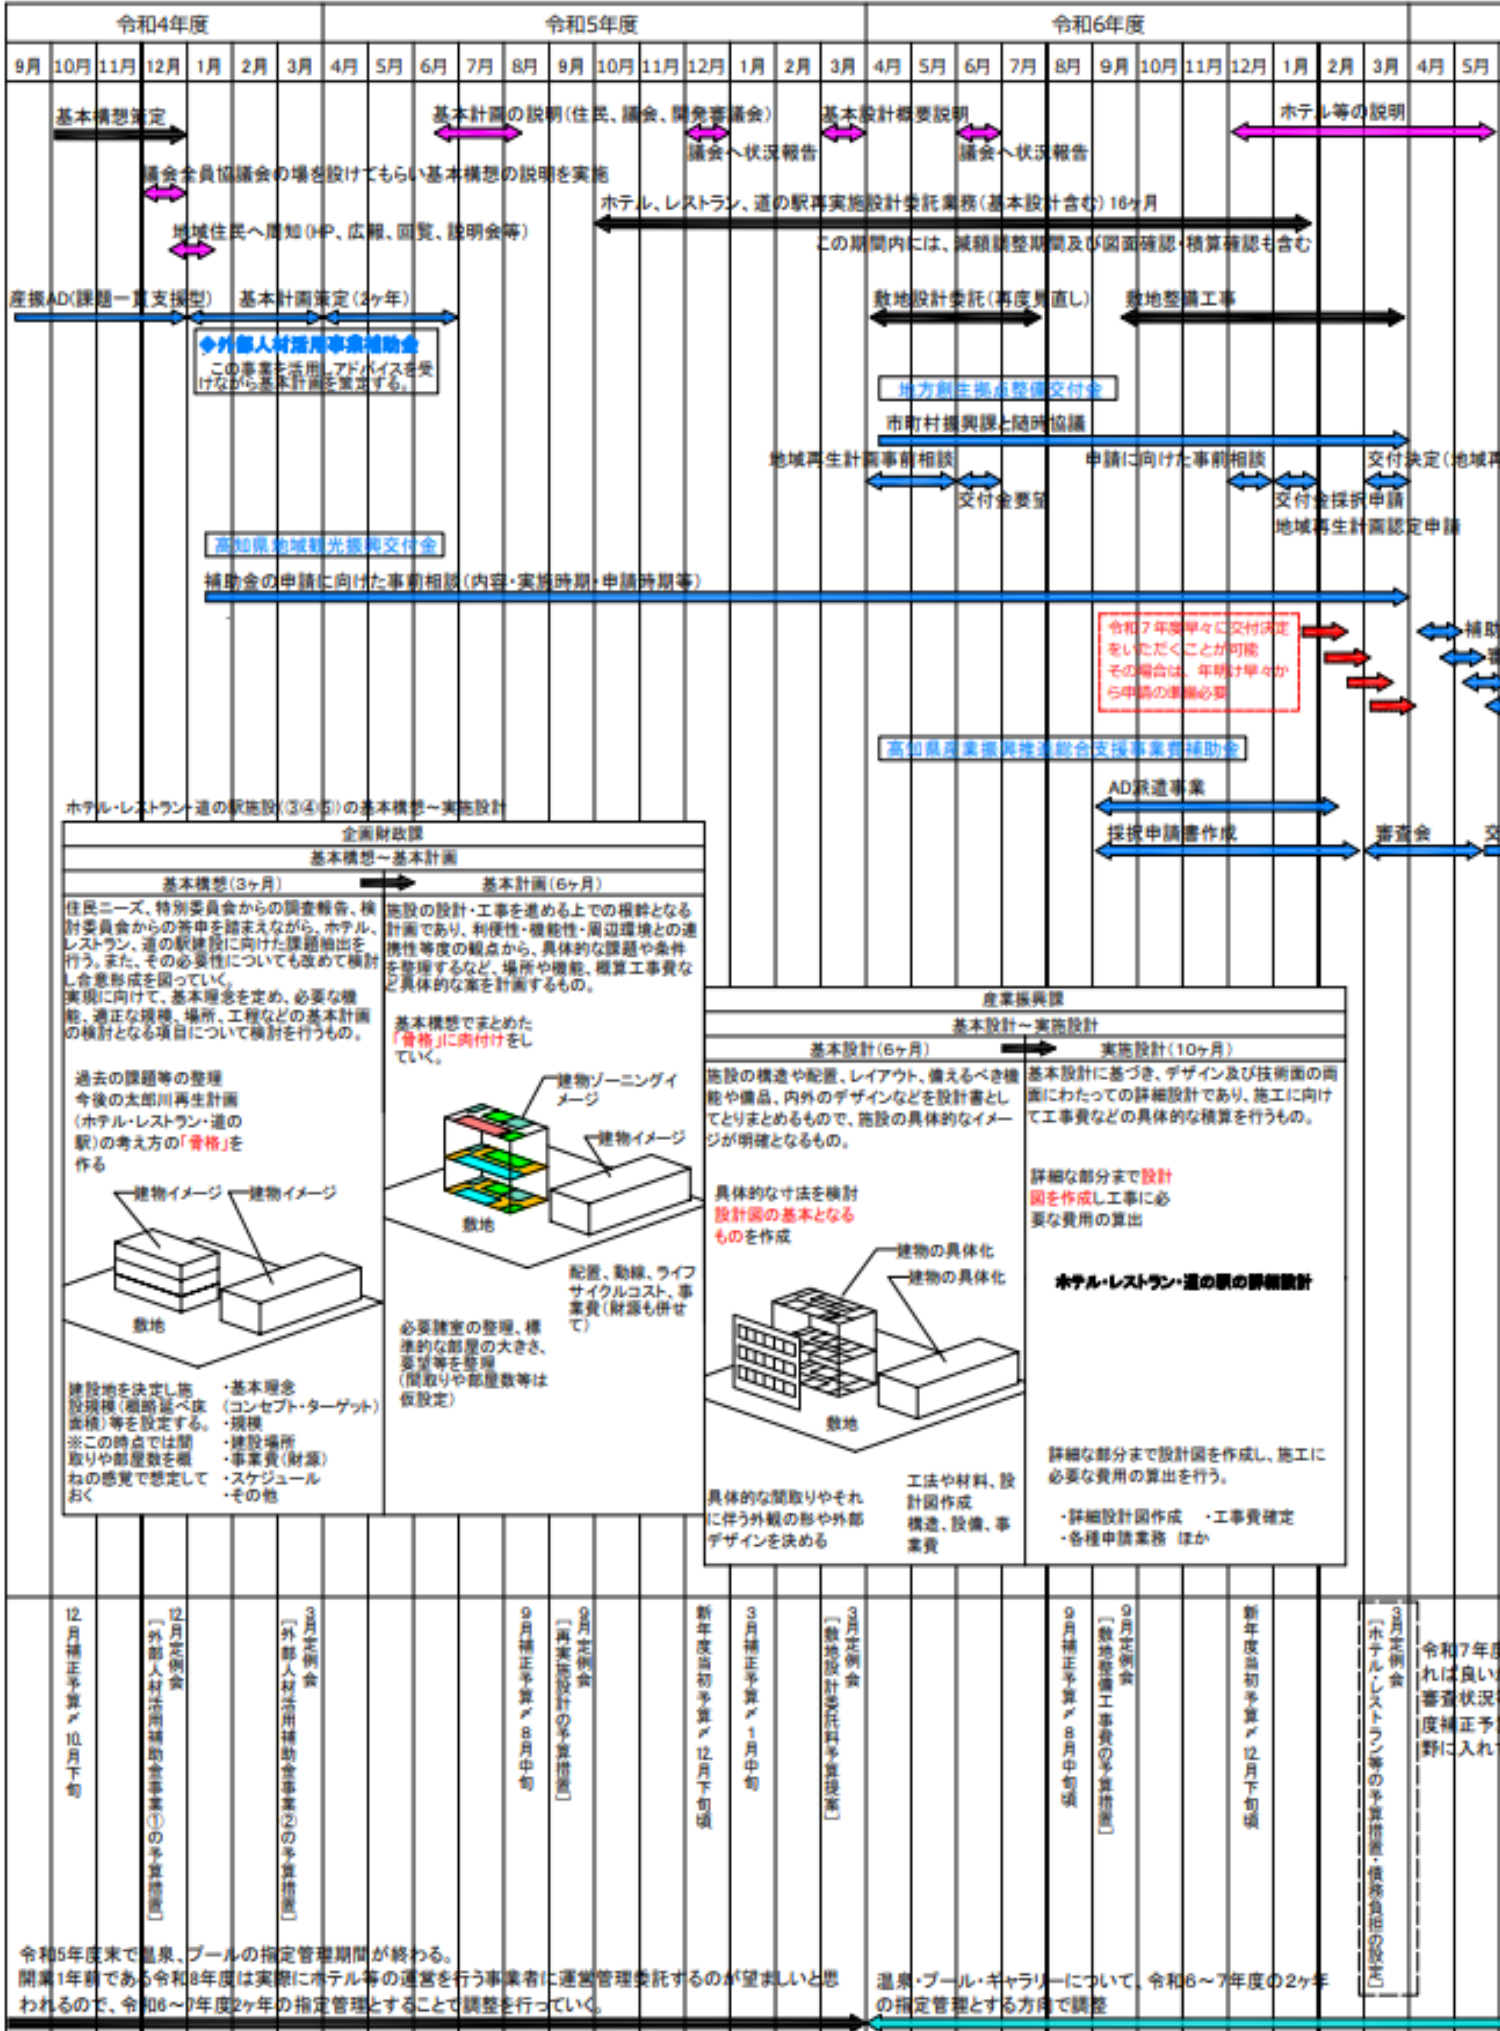 令和4年度
令和5年度
令和6年度
9月 10月 11月 12月 1月 2月 3月 4月 5月 6月 7月 8月 9月 10月 11月 12月 1月 2月 3月 4月 5月 6月 7月 8月 9月 10月 11月 12月 1月 2月 3月 4月 5月
基本構想策定
基本計画の説明(住民、議会、開発審議会)
基本設計概要説明
ホテル等の説明
議会へ状況報告
議会へ状況報告
議会全員協議会の場を設けてもらい基本構想の説明を実施
ホテル、レストラン、道の駅再実施設計委託業務(基本設計含む)16ヶ月
地域住民へ周知(HP、広報、回覧、説明会等)
この期間内には、減額調整期間及び図面確認・積算確認も含む
産振AD(課題一貫支援型)
基本計画策定(2ヶ年)
敷地設計委託(再度見直し)
敷地整備工事
◆外部人材活用事業補助金
この事業を活用しアドバイスを受
けながら基本計画を策定する。
地方創生拠点整備交付金
市町村振興課と随時協議
地域再生計画事前相談
申請に向けた事前相談
交付決定(地域再
交付金要望
交付金採択申請
地域再生計画認定申請
高知県地域観光振興交付金
補助金の申請に向けた事前相談(内容・実施時期・申請時期等)
令和7年度早々に交付決定
をいただくことが可能
その場合は、年明け早々か
ら申請の準備必要
補助
審
高知県産業振興推進総合支援事業費補助金
AD派遣事業
採択申請書作成
審査会
交
ホテル・レストラン・道の駅施設(③④⑤)の基本構想～実施設計
企画財政課
基本構想～基本計画
基本構想(3ヶ月)
基本計画(6ヶ月)
住民ニーズ、特別委員会からの調査報告、検
討委員会からの答申を踏まえながら、ホテル、
レストラン、道の駅建設に向けた課題抽出を
行う。また、その必要性についても改めて検討
し合意形成を図っていく。
実現に向けて、基本理念を定め、必要な機
能、適正な規模、場所、工程などの基本計画
の検討となる項目について検討を行うもの。
過去の課題等の整理
今後の太郎川再生計画
(ホテル・レストラン・道の
駅)の考え方の「骨格」を
作る
建物イメージ
建物イメージ
敷地
建設地を決定し施
設規模(概略延べ床
面積)等を設定する。
※この時点では間
取りや部屋数を概
ねの感覚で想定して
おく
・基本理念
(コンセプト・ターゲット)
・規模
・建設場所
・事業費(財源)
・スケジュール
・その他
施設の設計・工事を進める上での根幹となる
計画であり、利便性・機能性・周辺環境との連
携性等度の観点から、具体的な課題や条件
を整理するなど、場所や機能、概算工事費な
ど具体的な案を計画するもの。
基本構想でまとめた
「骨格」に肉付けをし
ていく。
建物ゾーニングイ
メージ
建物イメージ
敷地
配置、動線、ライフ
サイクルコスト、事
業費(財源も併せ
て)
必要諸室の整理、標
準的な部屋の大きさ、
要望等を整理
(間取りや部屋数等は
仮設定)
産業振興課
基本設計～実施設計
基本設計(6ヶ月)
実施設計(10ヶ月)
施設の構造や配置、レイアウト、備えるべき機
能や備品、内外のデザインなどを設計書とし
てとりまとめるもので、施設の具体的なイメー
ジが明確となるもの。
具体的な寸法を検討
設計図の基本となる
ものを作成
建物の具体化
建物の具体化
敷地
具体的な間取りやそれ
に伴う外観の形や外部
デザインを決める
工法や材料、設
計図作成
構造、設備、事
業費
基本設計に基づき、デザイン及び技術面の両
面にわたっての詳細設計であり、施工に向け
て工事費などの具体的な積算を行うもの。
詳細な部分まで設計
図を作成し工事に必
要な費用の算出
ホテル・レストラン・道の駅の詳細設計
詳細な部分まで設計図を作成し、施工に
必要な費用の算出を行う。
・詳細設計図作成 ・工事費確定
・各種申請業務 ほか
12月補正予算〆 10月下旬
12月定例会
[外部人材活用補助金事業①の予算措置]
3月定例会
[外部人材活用補助金事業②の予算措置]
9月補正予算〆 8月中旬
9月定例会
[再実施設計の予算措置]
新年度当初予算〆 12月下旬頃
3月補正予算〆 1月中旬
3月定例会
[敷地設計委託料予算提案]
9月補正予算〆 8月中旬頃
9月定例会
[敷地整備工事費の予算措置]
新年度当初予算〆 12月下旬頃
3月定例会
[ホテル・レストラン等の予算措置・債務負担の設定]
令和7年度
れば良いが
審査状況等
度補正予算
野に入れて
令和5年度末で温泉、プールの指定管理期間が終わる。
開業1年前である令和8年度は実際にホテル等の運営を行う事業者に運営管理委託するのが望ましいと思
われるので、令和6～7年度2ヶ年の指定管理とすることで調整を行っていく。
温泉・プール・ギャラリーについて、令和6～7年度の2ヶ年
の指定管理とする方向で調整